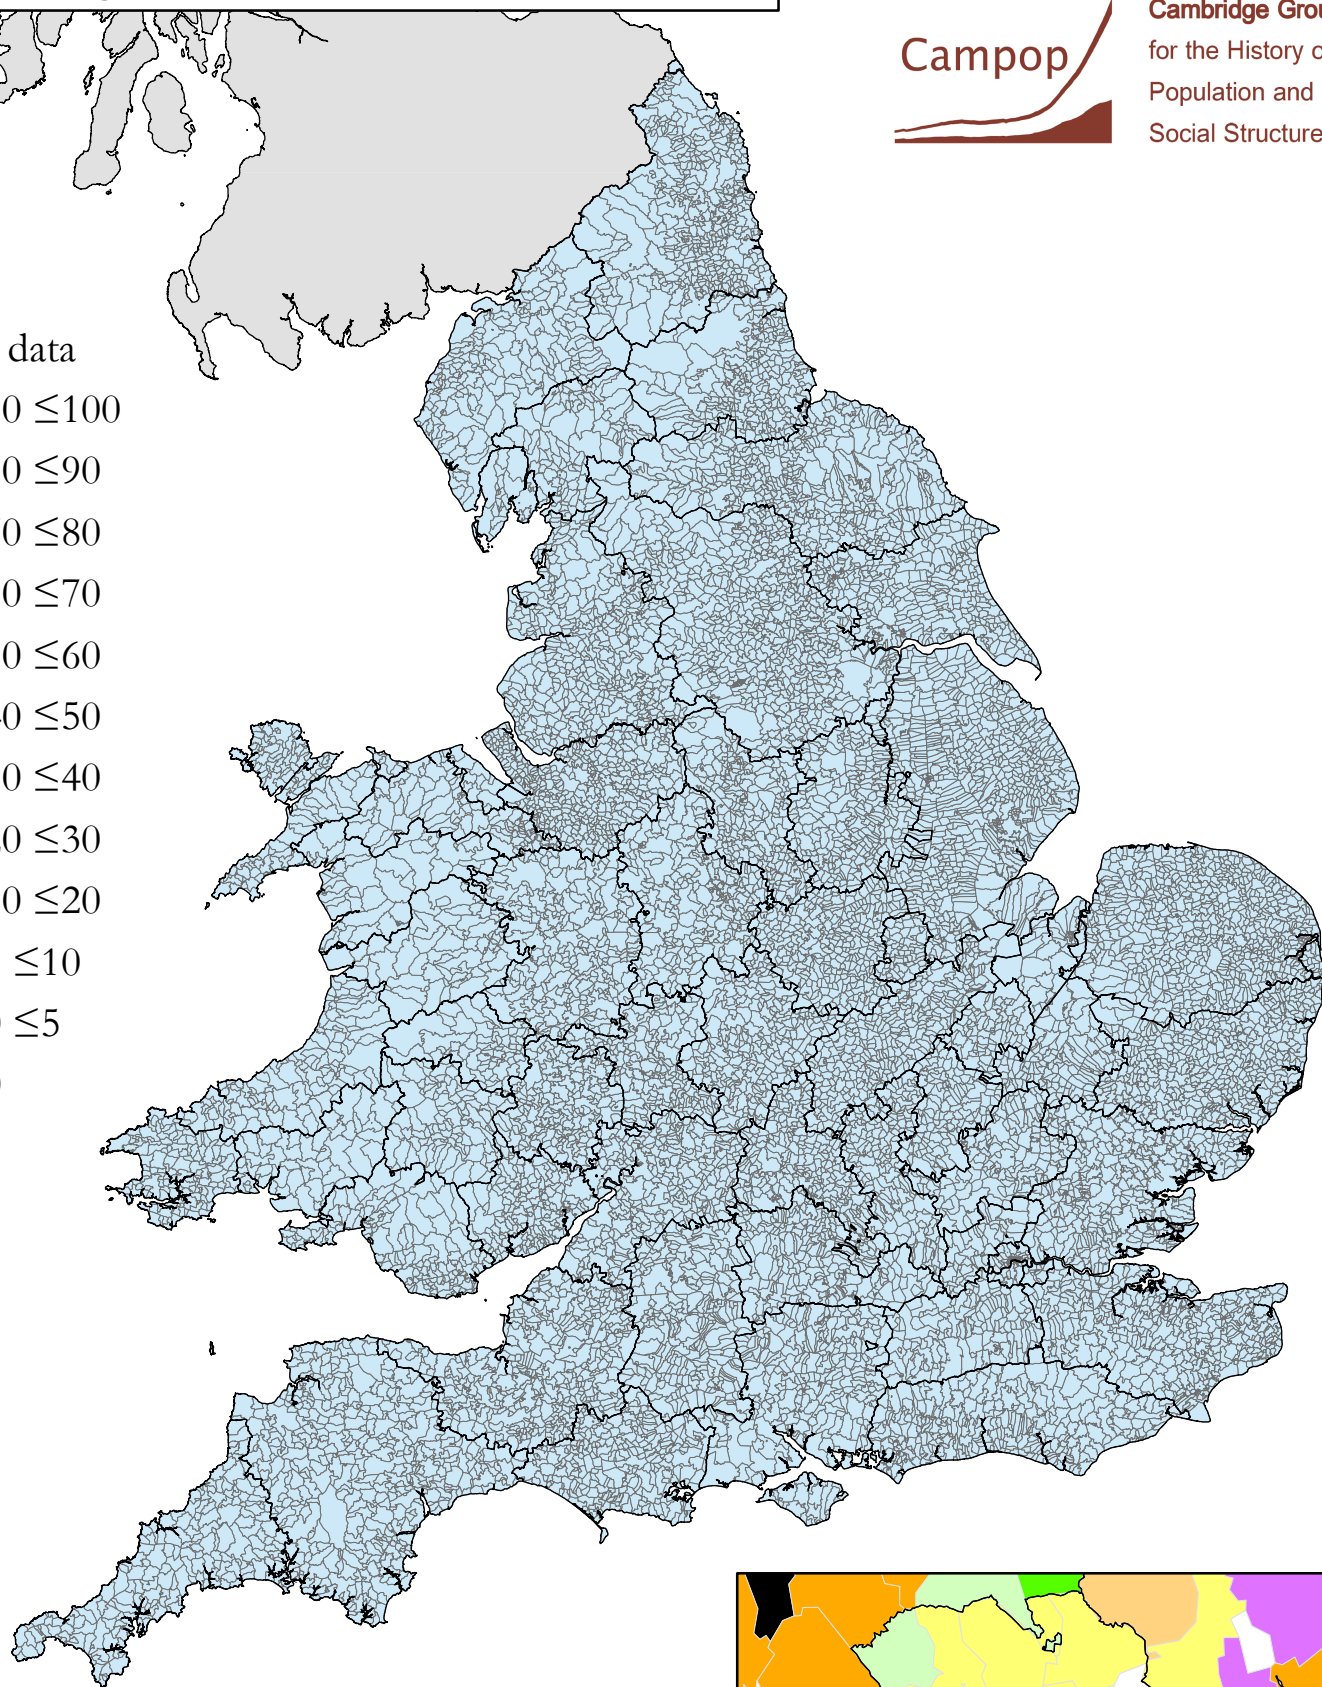 Campop
Cambridge Grou
for the History o
Population and
Social Structure
data
0 ≤100
0 ≤90
0 ≤80
0 ≤70
0 ≤60
0 ≤50
0 ≤40
0 ≤30
0 ≤20
≤10
≤5